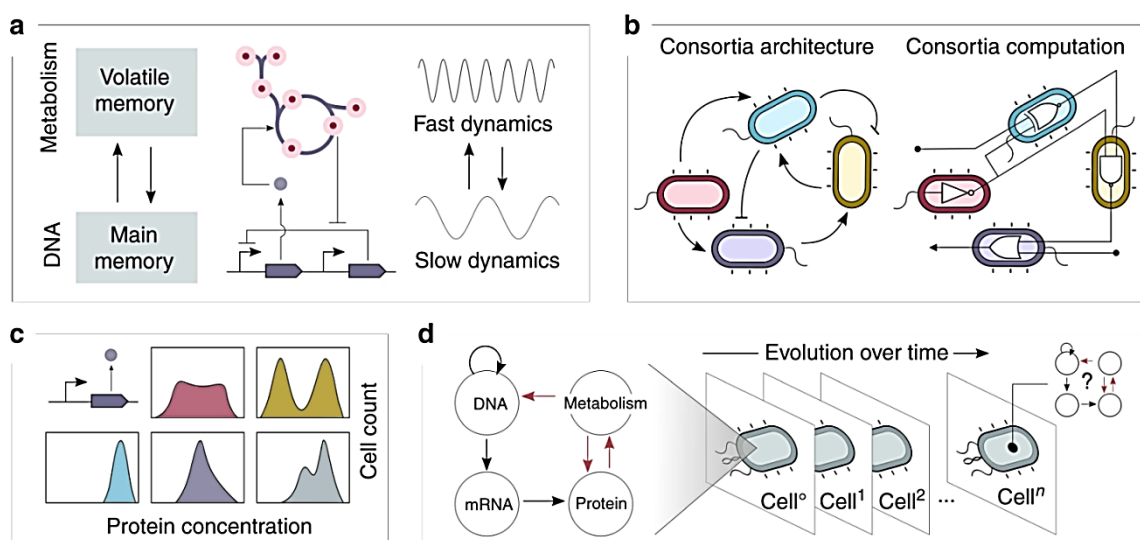 a
Metabolism
Volatile
memory
DNA
Main
memory
Fast dynamics
Slow dynamics
b
Consortia architecture
Consortia computation
c
Cell count
Protein concentration
d
DNA
Metabolism
mRNA
Protein
Evolution over time
?
Cell°
Cell¹
Cell²
...
Cellⁿ